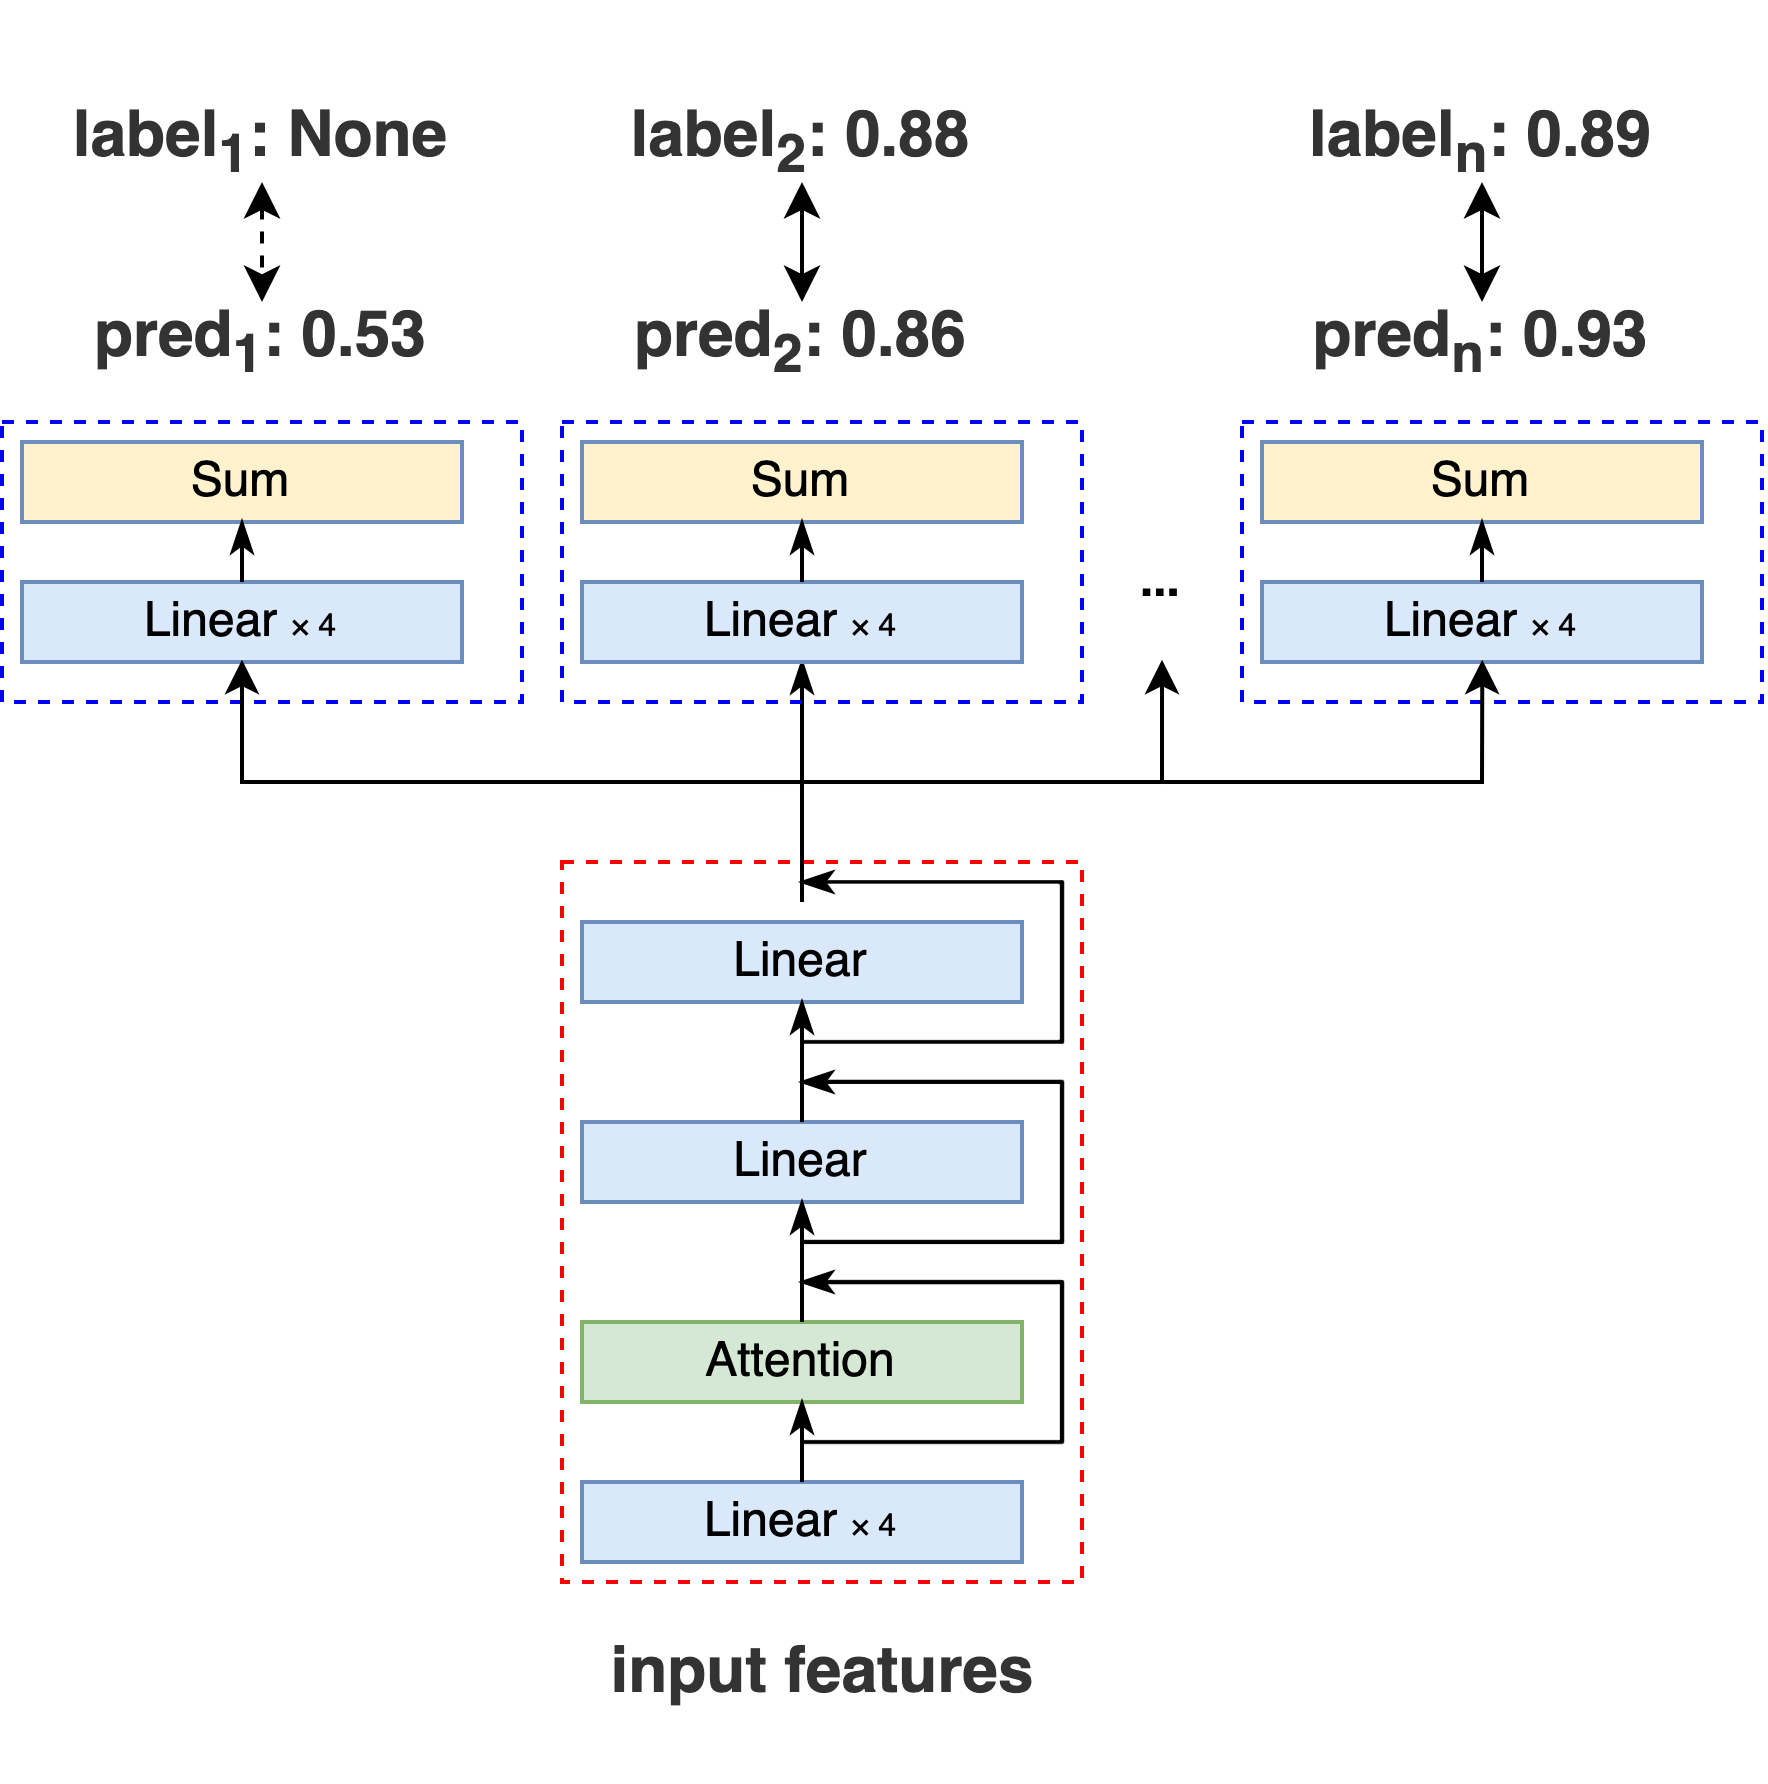 label1: None
label2: 0.88
labeln: 0.89
pred1: 0.53
pred2: 0.86
predn: 0.93
Sum
Sum
Sum
Linear × 4
Linear × 4
...
Linear × 4
Linear
Linear
Attention
Linear × 4
input features